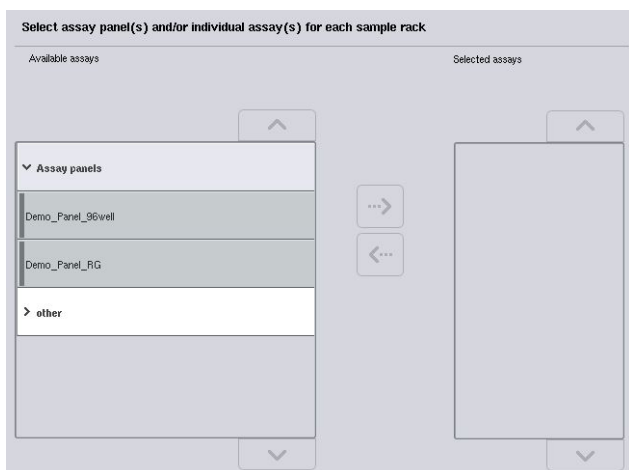 Select assay panel(s) and/or individual assay(s) for each sample rack
Available assays
Selected assays
Assay panels
Demo_Panel_96well
Demo_Panel_RG
other